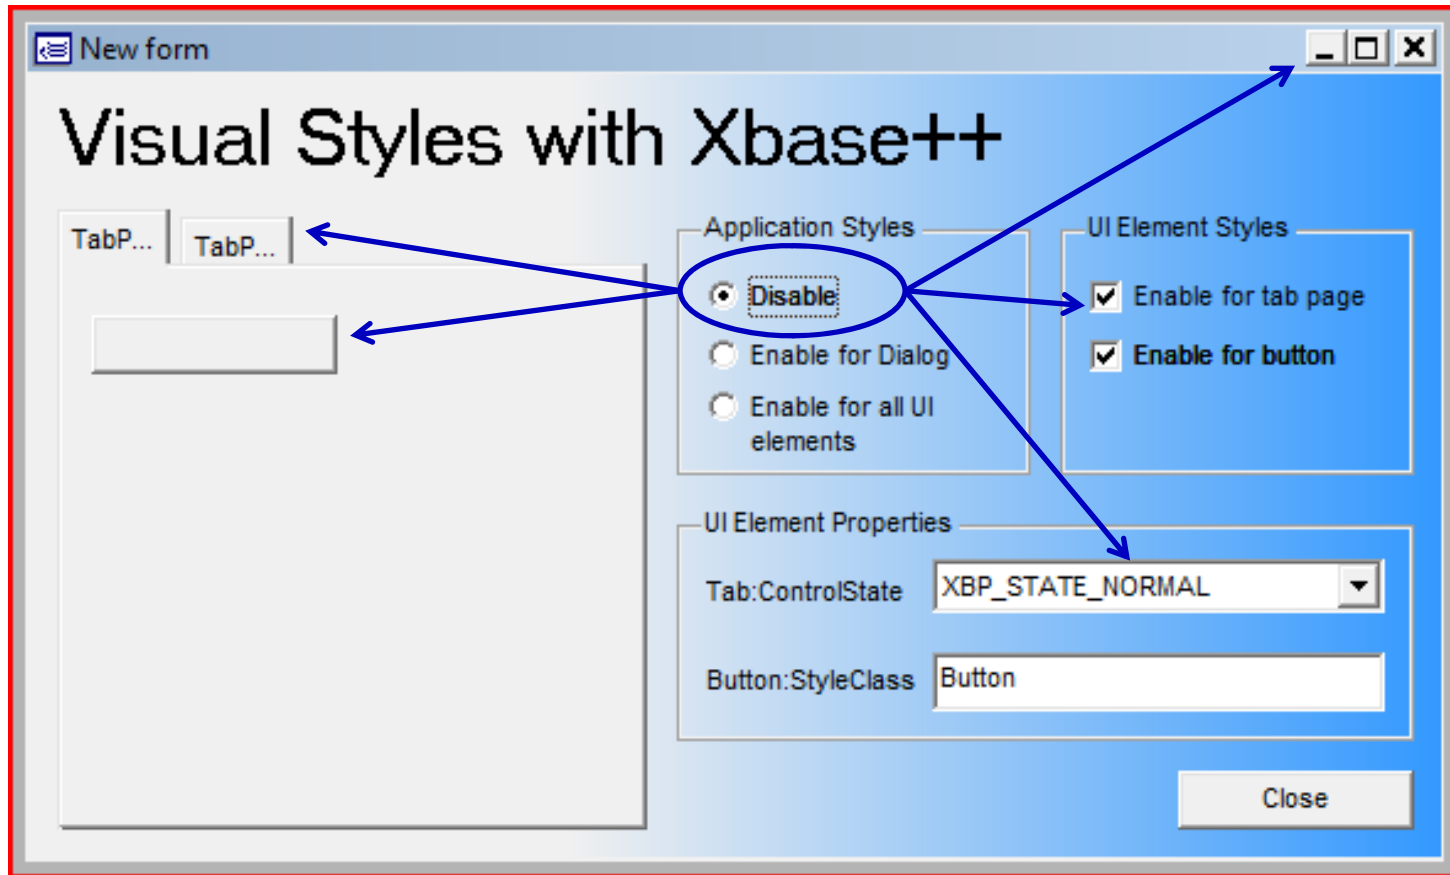 New form
Visual Styles with Xbase++
TabP...
TabP...
Application Styles
Disable
Enable for Dialog
Enable for all UI
elements
UI Element Styles
Enable for tab page
Enable for button
UI Element Properties
Tab:ControlState
XBP_STATE_NORMAL
Button:StyleClass
Button
Close